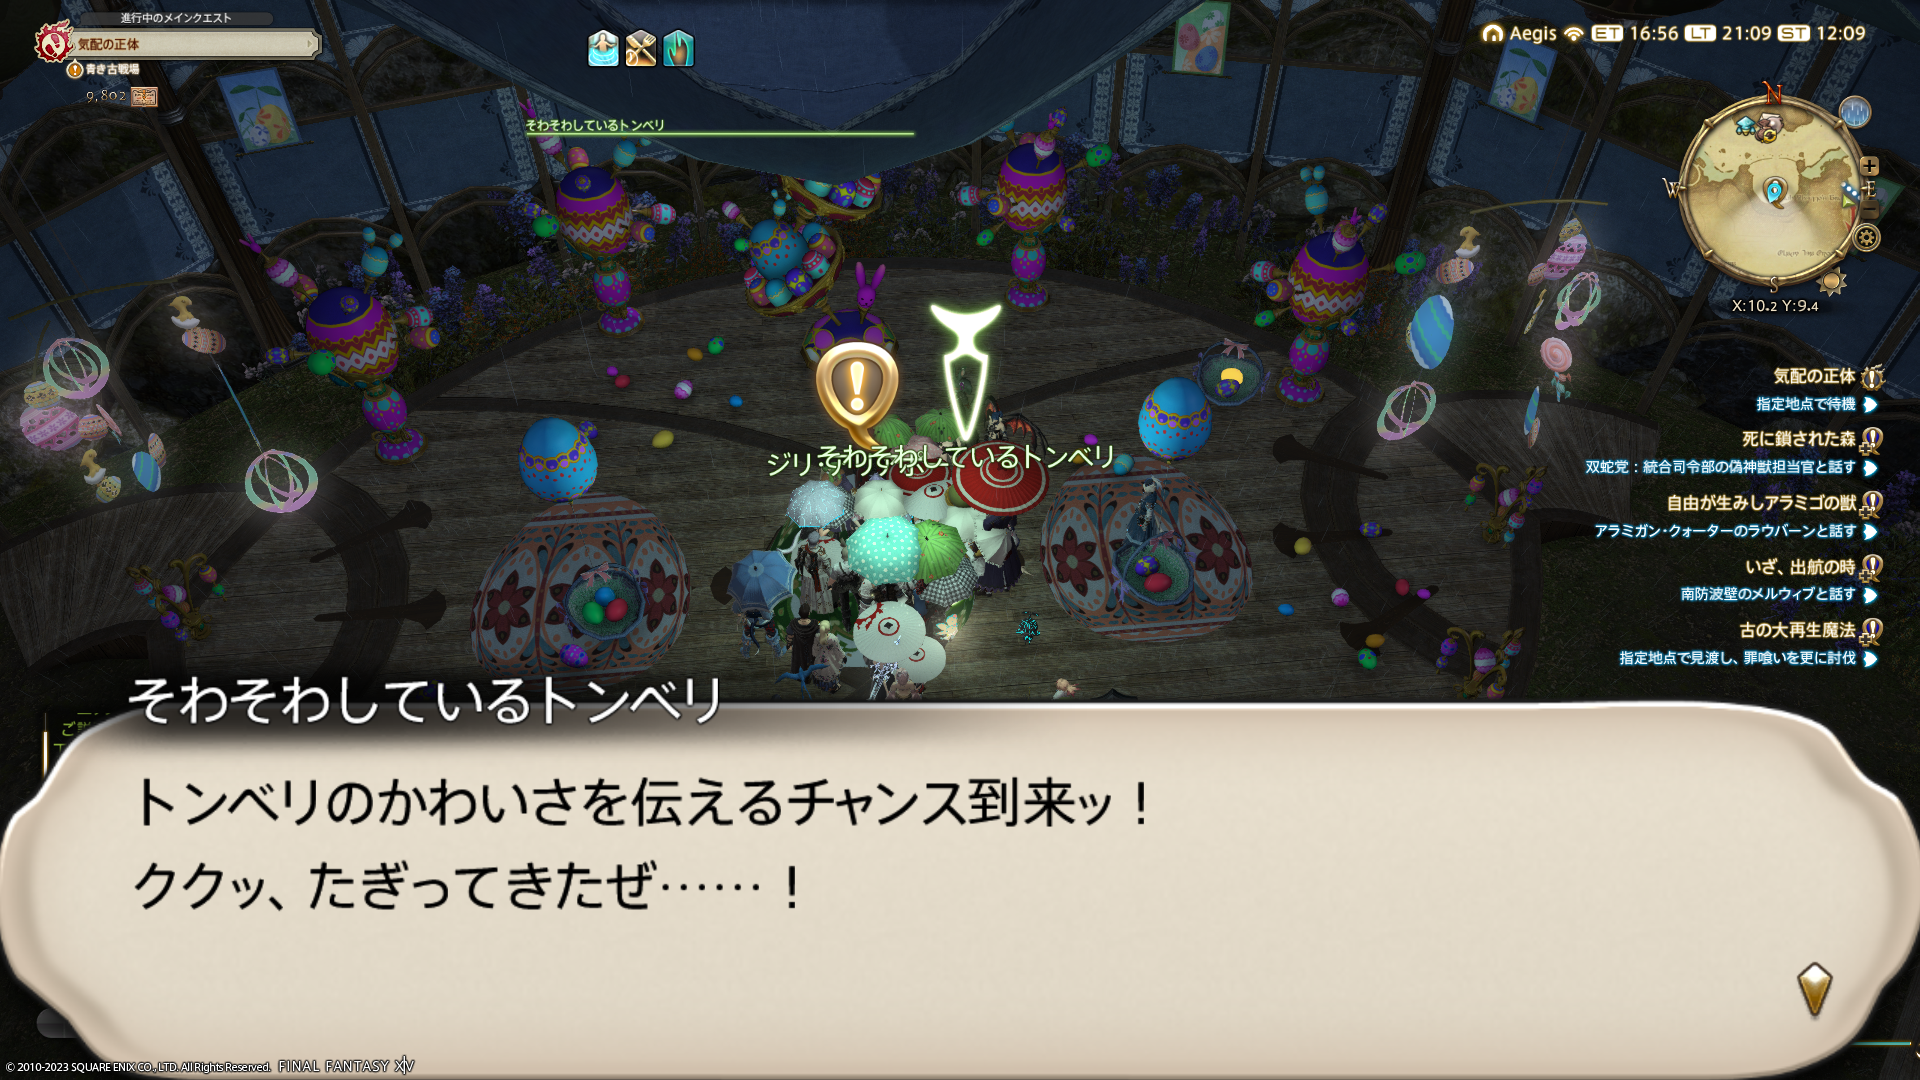 進行中のメインクエスト
気配の正体
青き古戦場
9,802
そわそわしているトンベリ
Aegis ET 16:56 LT 21:09 ST 12:09
N
W
E
S
X:10.2 Y:9.4
気配の正体
指定地点で待機
死に鎖された森
双蛇党：統合司令部の偽神獣担当官と話す
自由が生みしアラミゴの獣
アラミガン・クォーターのラウバーンと話す
いざ、出航の時
南防波壁のメルウィブと話す
古の大再生魔法
指定地点で見渡し、罪喰いを更に討伐
そわそわしているトンベリ
そわそわしているトンベリ
トンベリのかわいさを伝えるチャンス到来ッ！
ククッ、たぎってきたぜ……！
© 2010-2023 SQUARE ENIX CO., LTD. All Rights Reserved. FINAL FANTASY XIV